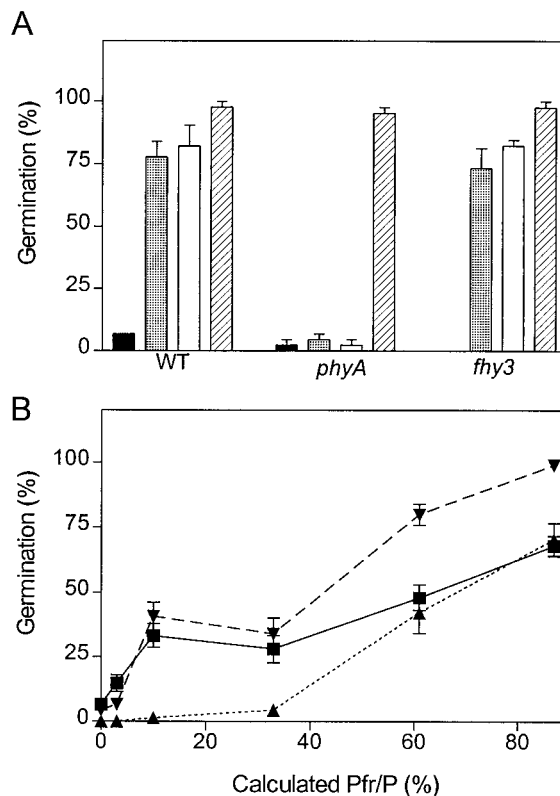 A
Germination (%)
100
75
50
25
0
WT
phyA
fhy3
B
Germination (%)
100
75
50
25
0
0
20
40
60
80
Calculated Pfr/P (%)